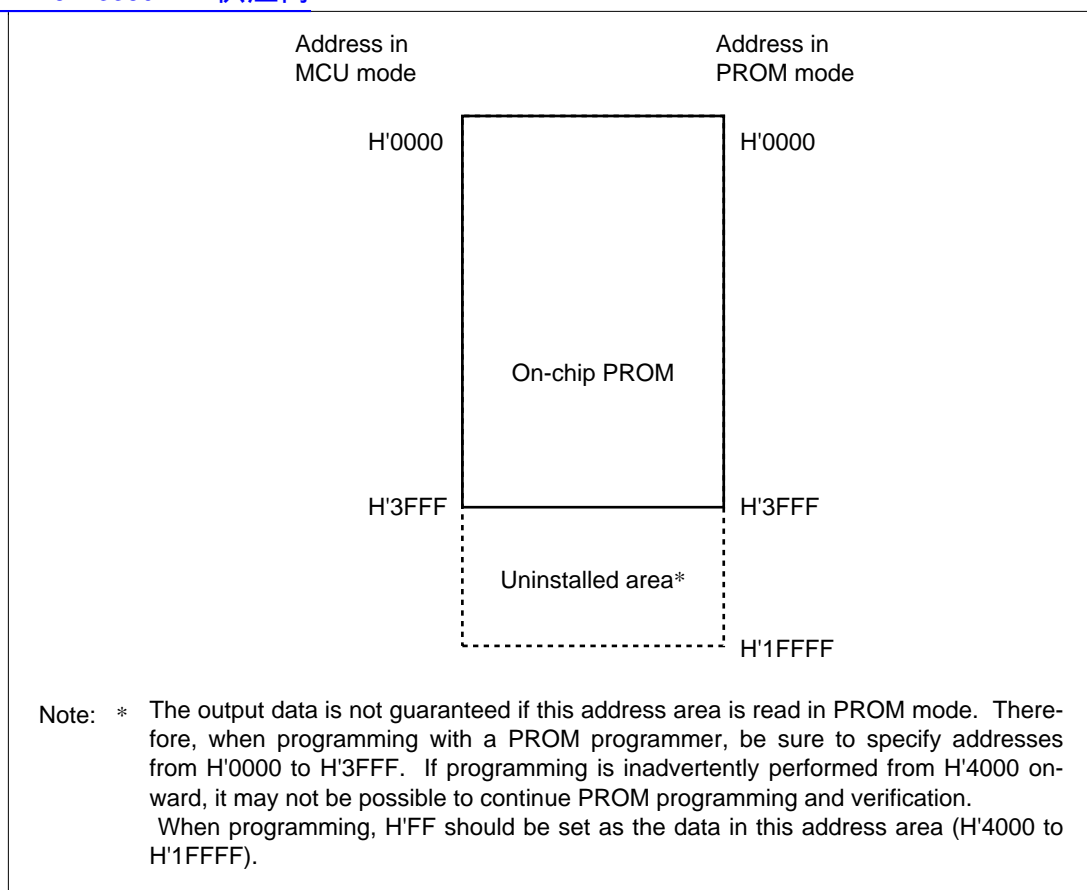 Address in
MCU mode
Address in
PROM mode
H'0000
H'0000
On-chip PROM
H'3FFF
H'3FFF
Uninstalled area*
H'1FFFF
Note: * The output data is not guaranteed if this address area is read in PROM mode. There-
fore, when programming with a PROM programmer, be sure to specify addresses
from H'0000 to H'3FFF. If programming is inadvertently performed from H'4000 on-
ward, it may not be possible to continue PROM programming and verification.
When programming, H'FF should be set as the data in this address area (H'4000 to
H'1FFFF).